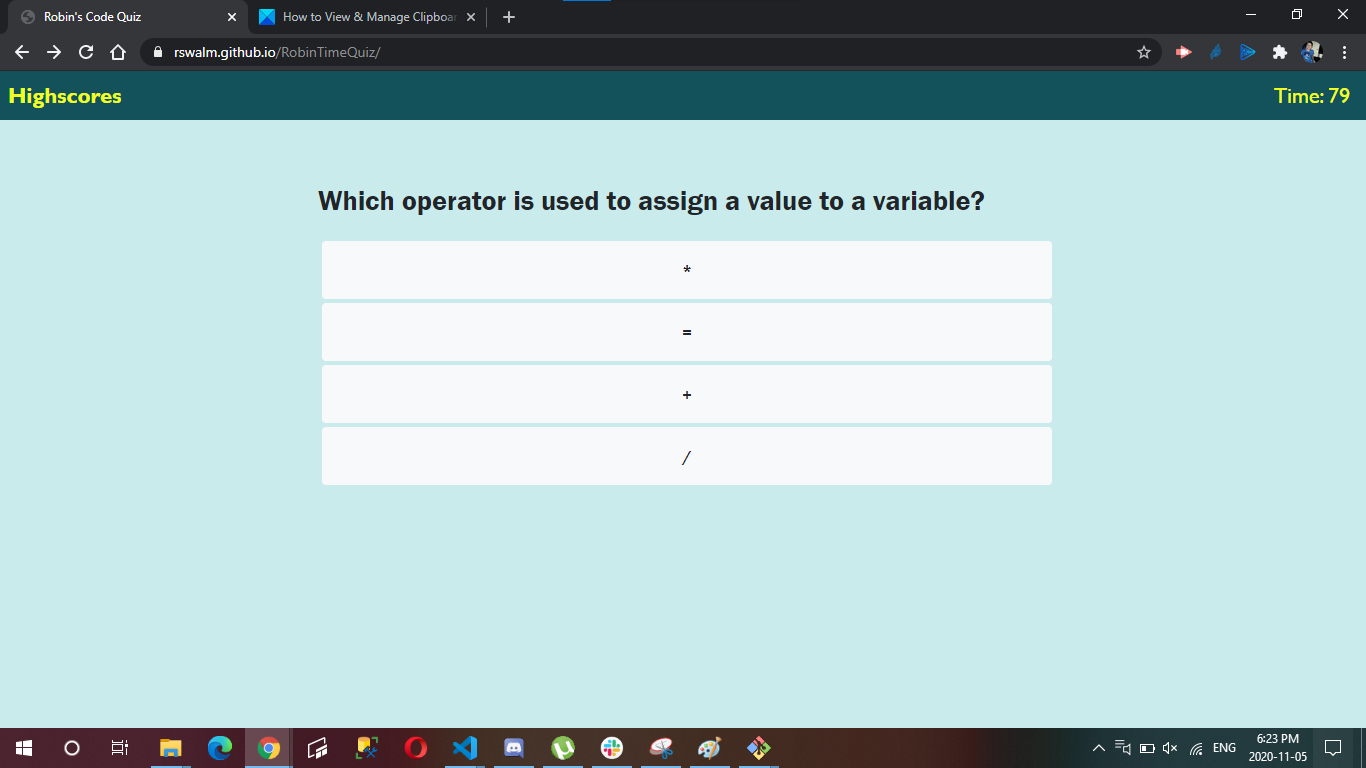 Robin's Code Quiz
How to View & Manage Clipboar
rswalm.github.io/RobinTimeQuiz/
Highscores
Time: 79
Which operator is used to assign a value to a variable?
*
=
+
/
ENG
6:23 PM
2020-11-05